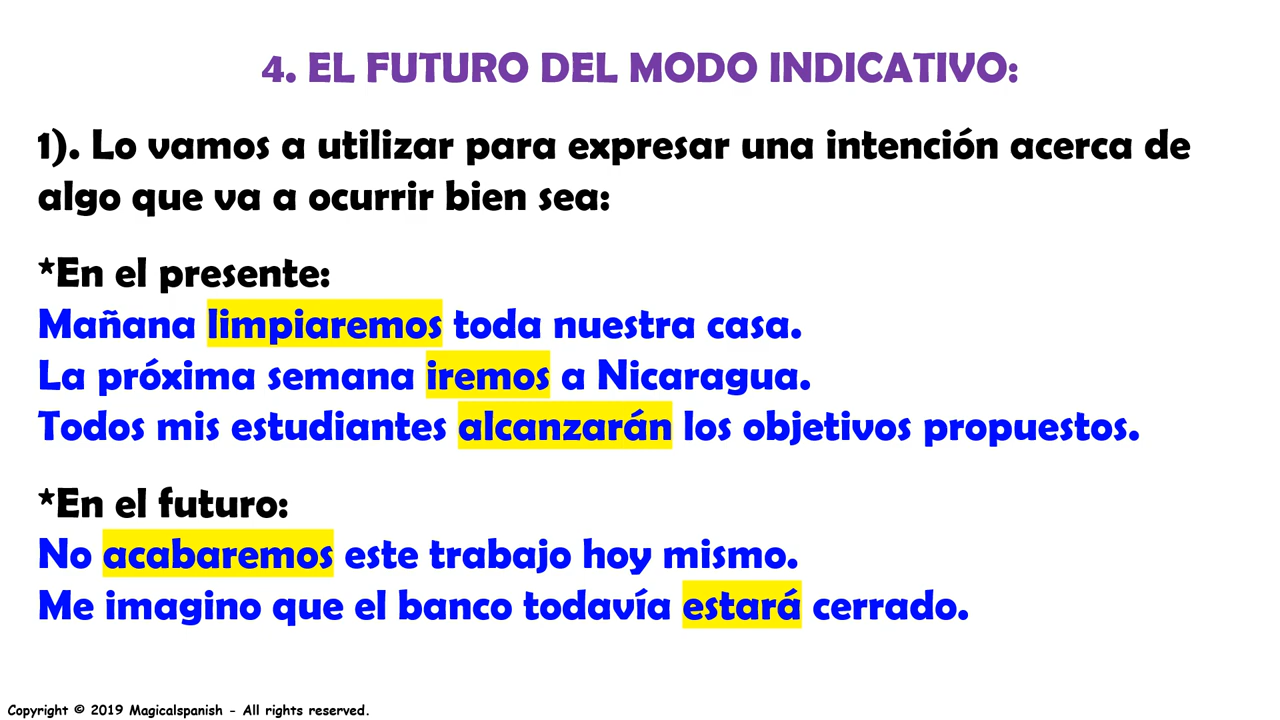 4. EL FUTURO DEL MODO INDICATIVO:
1). Lo vamos a utilizar para expresar una intención acerca de
algo que va a ocurrir bien sea:
*En el presente:
Mañana limpiaremos toda nuestra casa.
La próxima semana iremos a Nicaragua.
Todos mis estudiantes alcanzarán los objetivos propuestos.
*En el futuro:
No acabaremos este trabajo hoy mismo.
Me imagino que el banco todavía estará cerrado.
Copyright © 2019 Magicalspanish - All rights reserved.